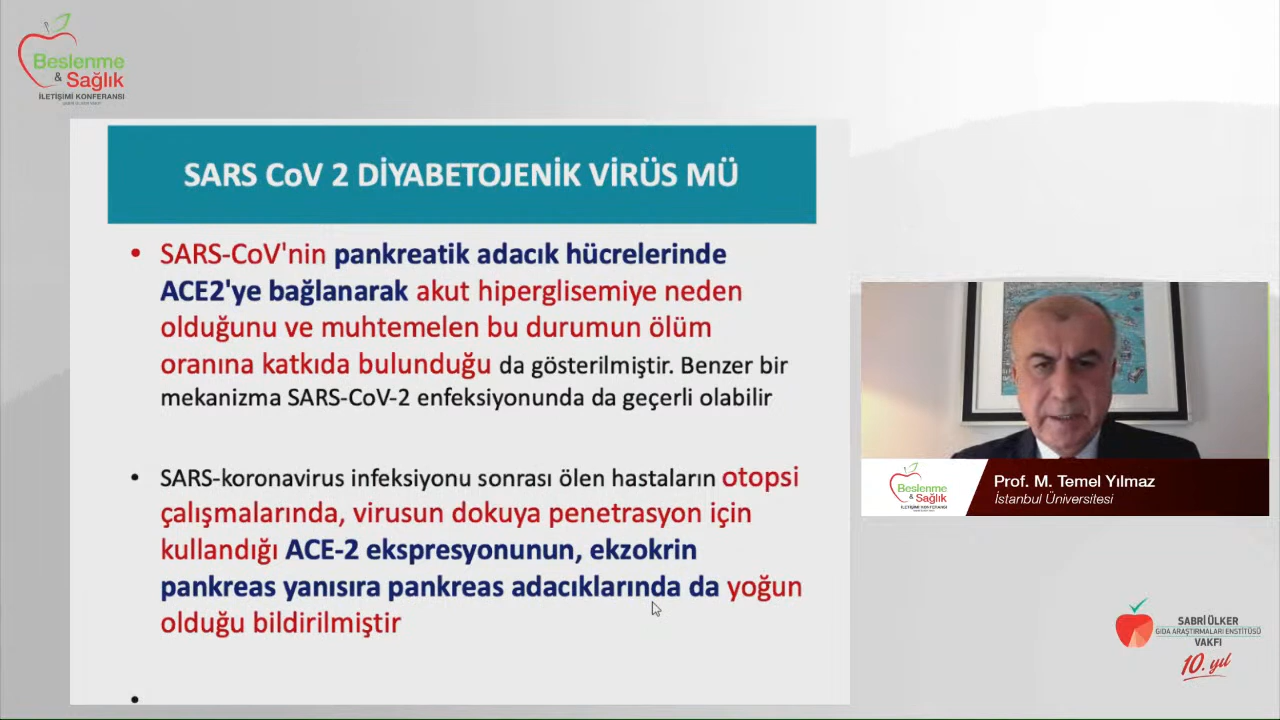 Beslenme
& Sağlık
İLETİŞİMİ KONFERANSI
SARS CoV 2 DİYABETOJENİK VİRÜS MÜ
• SARS-CoV'nin pankreatik adacık hücrelerinde
ACE2'ye bağlanarak akut hiperglisemiye neden
olduğunu ve muhtemelen bu durumun ölüm
oranına katkıda bulunduğu da gösterilmiştir. Benzer bir
mekanizma SARS-CoV-2 enfeksiyonunda da geçerli olabilir
• SARS-koronavirus infeksiyonu sonrası ölen hastaların otopsi
çalışmalarında, virusun dokuya penetrasyon için
kullandığı ACE-2 ekspresyonunun, ekzokrin
pankreas yanısıra pankreas adacıklarında da yoğun
olduğu bildirilmiştir
•
Beslenme
& Sağlık
İLETİŞİMİ KONFERANSI
Prof. M. Temel Yılmaz
İstanbul Üniversitesi
SABRİ ÜLKER
GIDA ARAŞTIRMALARI ENSTİTÜSÜ
VAKFI
10. yıl